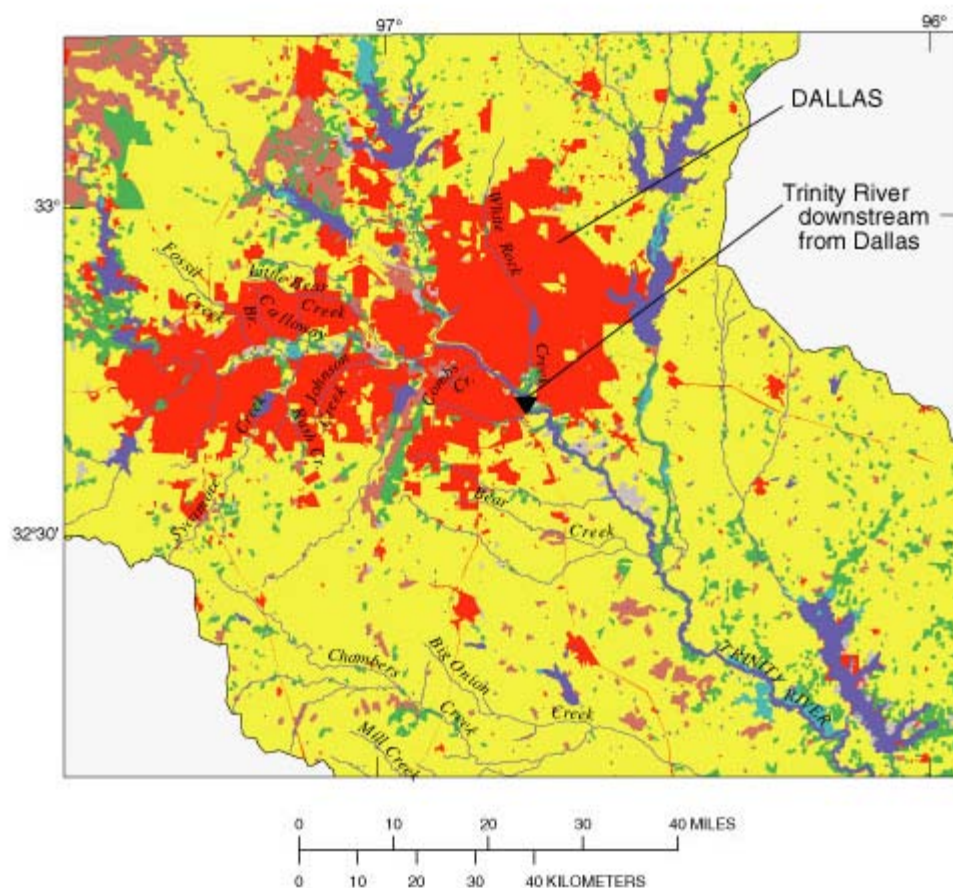 97°
96°
DALLAS
33°
Trinity River
downstream
from Dallas
White Rock
Creek
Fossil
Creek
Little Bear
Creek
Br.
Calloway
Johnson
Creek
Combs
Cr.
Creek
Rush Cr.
Sycamore
32°30'
Bear
Creek
TRINITY RIVER
Chambers
Creek
Big Onion
Creek
Mill Creek
0 10 20 30 40 MILES
0 10 20 30 40 KILOMETERS